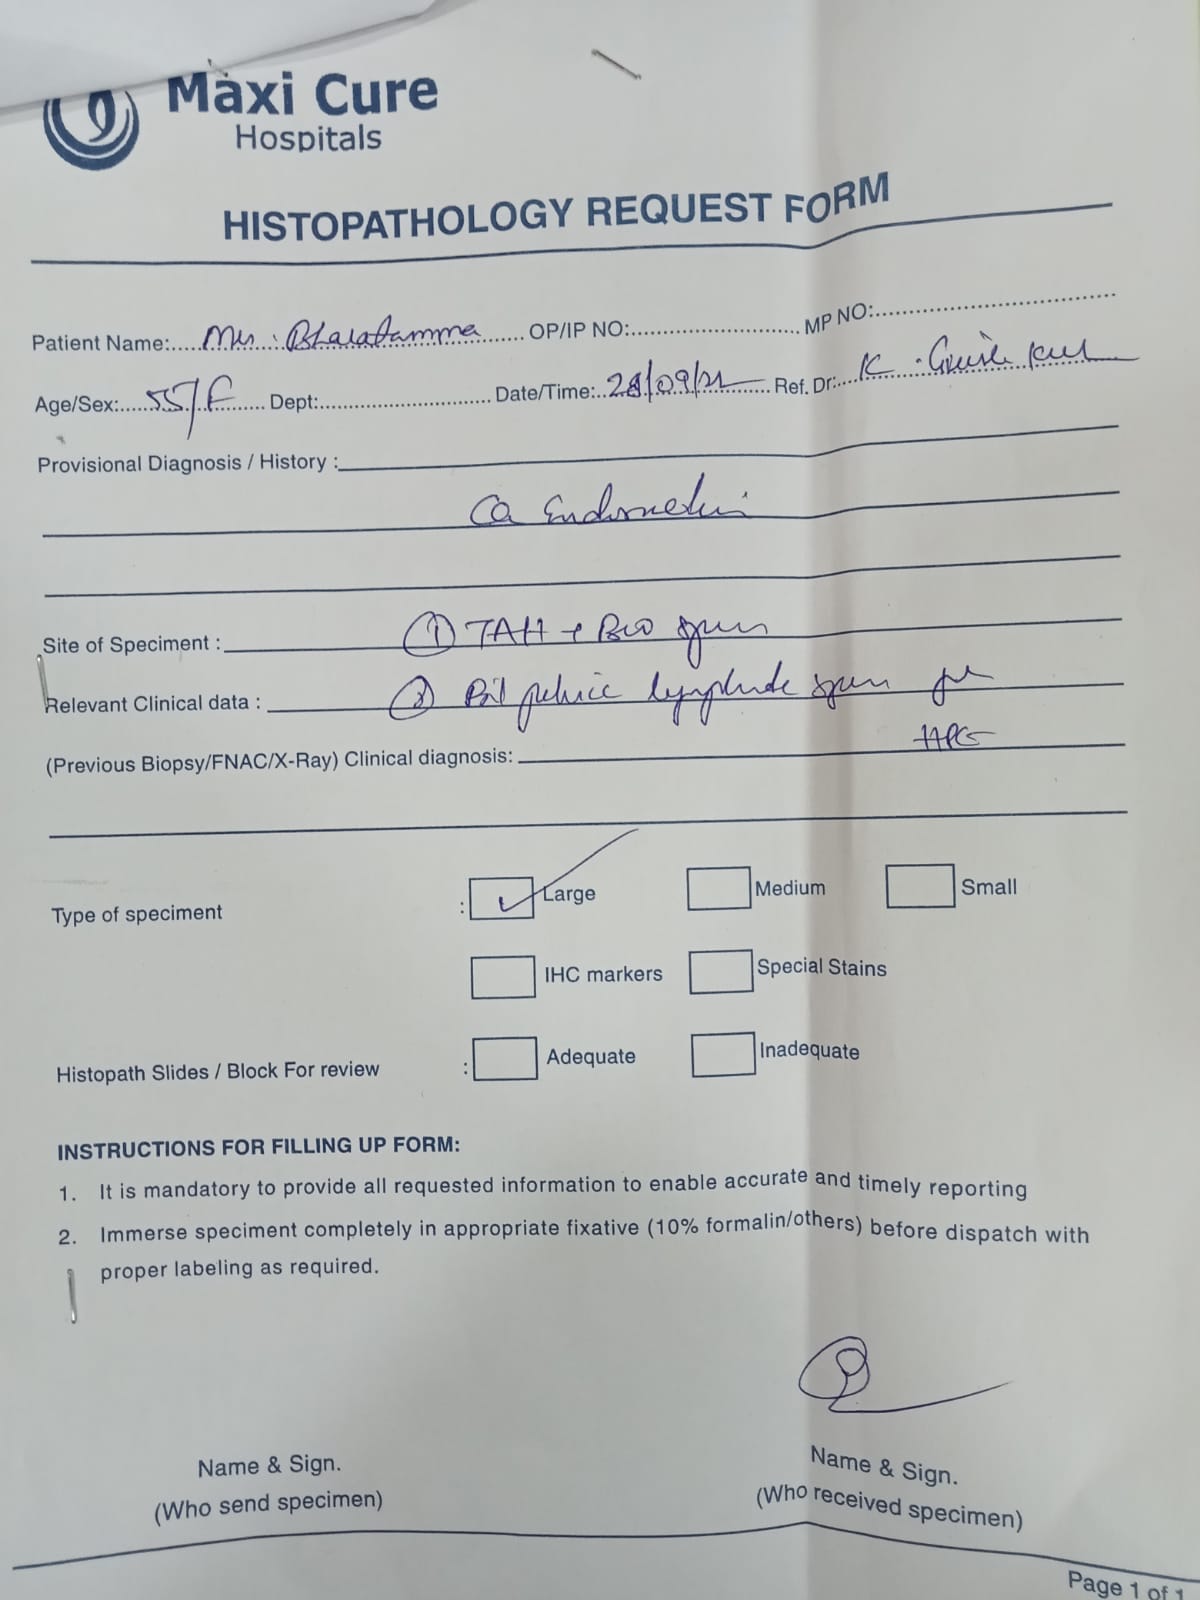 Maxi Cure
Hospitals
HISTOPATHOLOGY REQUEST FORM
Patient Name:..... Mrs. Bharatamma ...... OP/IP NO:............................ MP NO:........................................
Age/Sex:...... 55/F ...... Dept:............................. Date/Time:.. 28/09/21 ....... Ref. Dr:.... K.
Provisional Diagnosis / History :
Ca Endometri
Site of Specimen : ① TAH + BSO
Relevant Clinical data : ② pelvic lymphnode
HPE
(Previous Biopsy/FNAC/X-Ray) Clinical diagnosis:
Type of speciment : Large Medium Small
IHC markers Special Stains
Histopath Slides / Block For review : Adequate Inadequate
INSTRUCTIONS FOR FILLING UP FORM:
1. It is mandatory to provide all requested information to enable accurate and timely reporting
2. Immerse speciment completely in appropriate fixative (10% formalin/others) before dispatch with
proper labeling as required.
Name & Sign. Name & Sign.
(Who send specimen) (Who received specimen)
Page 1 of 1